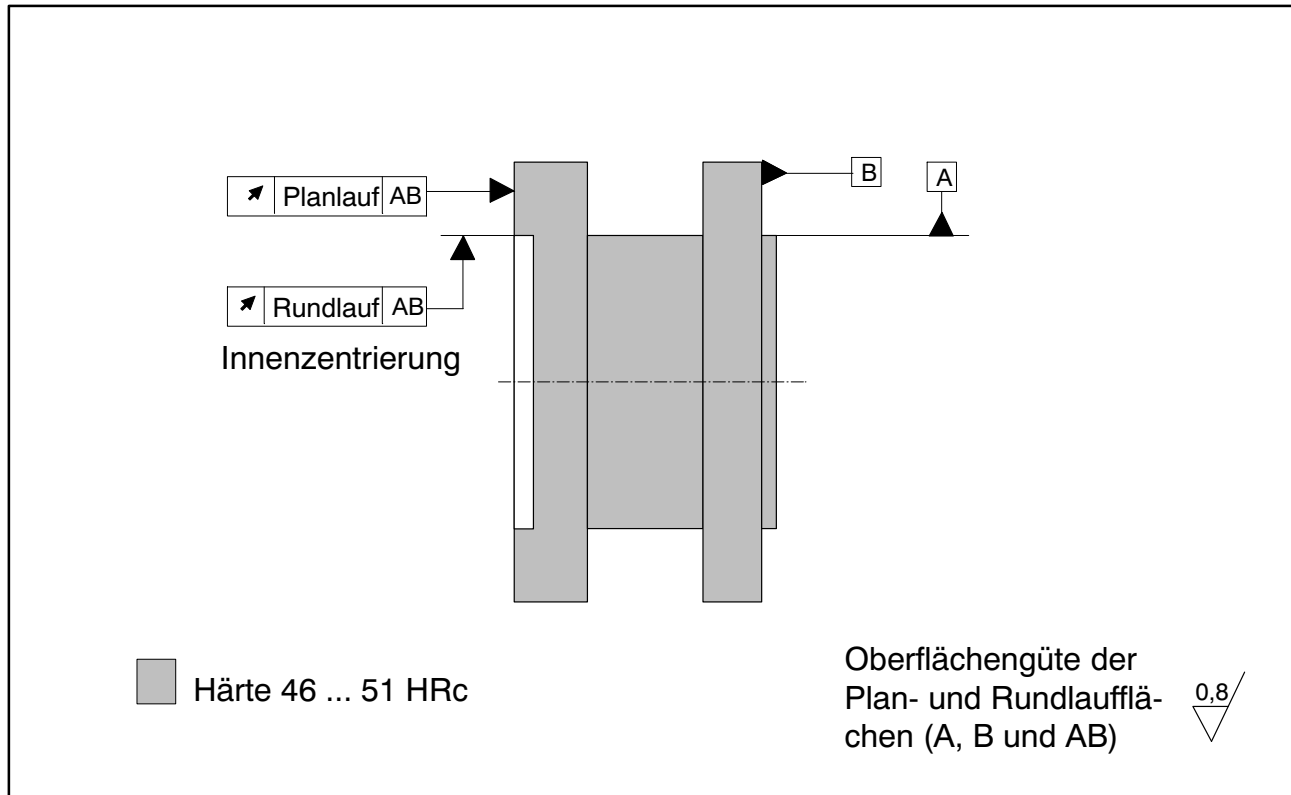 B
A
Planlauf AB
Rundlauf AB
Innenzentrierung
Härte 46 ... 51 HRc
Oberflächengüte der
Plan- und Rundlaufflä-
chen (A, B und AB)
0,8